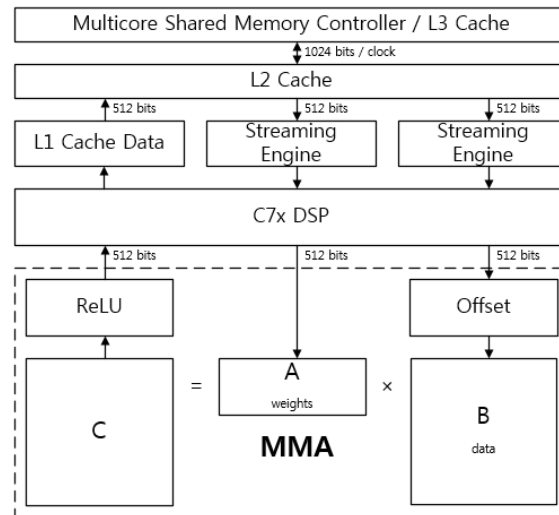 Multicore Shared Memory Controller / L3 Cache
1024 bits / clock
L2 Cache
512 bits
512 bits
512 bits
L1 Cache Data
Streaming
Engine
Streaming
Engine
C7x DSP
512 bits
512 bits
512 bits
ReLU
Offset
C
=
A
weights
×
B
data
MMA